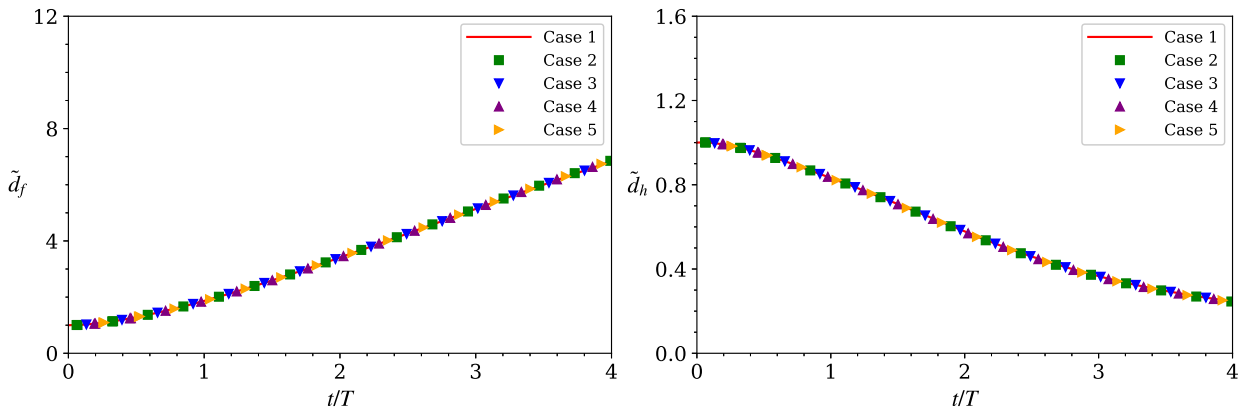 12
8
4
0
d̃_f
0 1 2 3 4
t/T
Case 1
Case 2
Case 3
Case 4
Case 5
1.6
1.2
0.8
0.4
0.0
d̃_h
0 1 2 3 4
t/T
Case 1
Case 2
Case 3
Case 4
Case 5